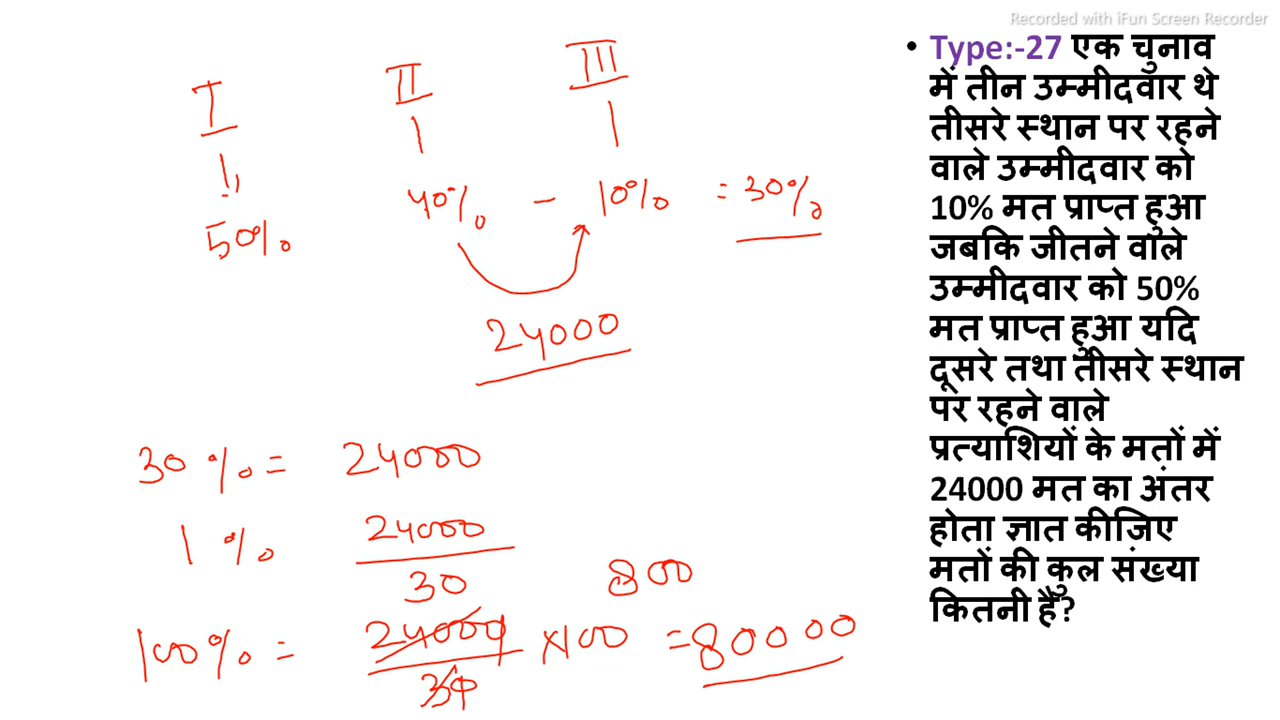 Recorded with iFun Screen Recorder
I II III
50% 40% - 10% = 30%
24000
30% = 24000
1% 24000
30
800
100% = 24000 ×100 = 80000
30
• Type:-27 एक चुनाव
में तीन उम्मीदवार थे
तीसरे स्थान पर रहने
वाले उम्मीदवार को
10% मत प्राप्त हुआ
जबकि जीतने वाले
उम्मीदवार को 50%
मत प्राप्त हुआ यदि
दूसरे तथा तीसरे स्थान
पर रहने वाले
प्रत्याशियों के मतों में
24000 मत का अंतर
होता ज्ञात कीजिए
मतों की कुल संख्या
कितनी हैं?